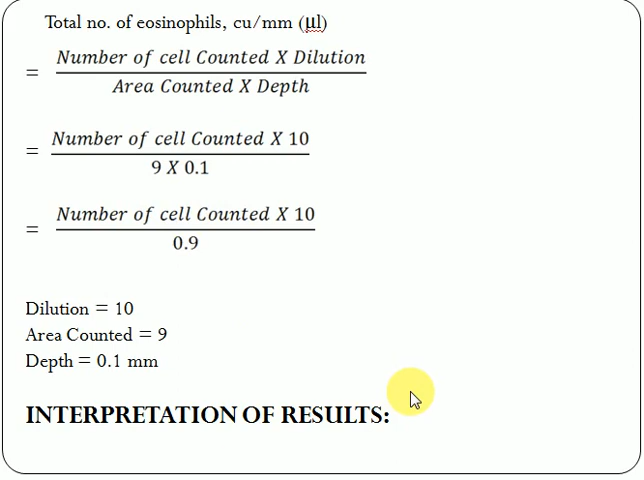 Total no. of eosinophils, cu/mm (µl)
= Number of cell Counted X Dilution
Area Counted X Depth
= Number of cell Counted X 10
9 X 0.1
= Number of cell Counted X 10
0.9
Dilution = 10
Area Counted = 9
Depth = 0.1 mm
INTERPRETATION OF RESULTS: